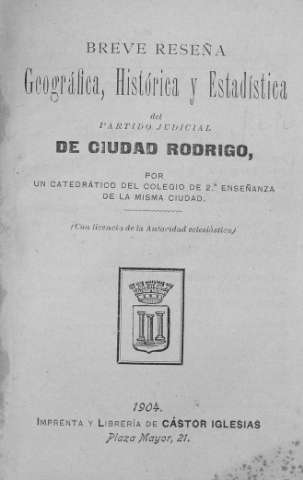 BREVE RESEÑA
Geográfica, Histórica y Estadística
del
PARTIDO JUDICIAL
DE CIUDAD RODRIGO,
POR
UN CATEDRÁTICO DEL COLEGIO DE 2.ª ENSEÑANZA
DE LA MISMA CIUDAD.
(Con licencia de la Autoridad eclesiástica)
1904.
IMPRENTA Y LIBRERÍA DE CÁSTOR IGLESIAS
Plaza Mayor, 21.